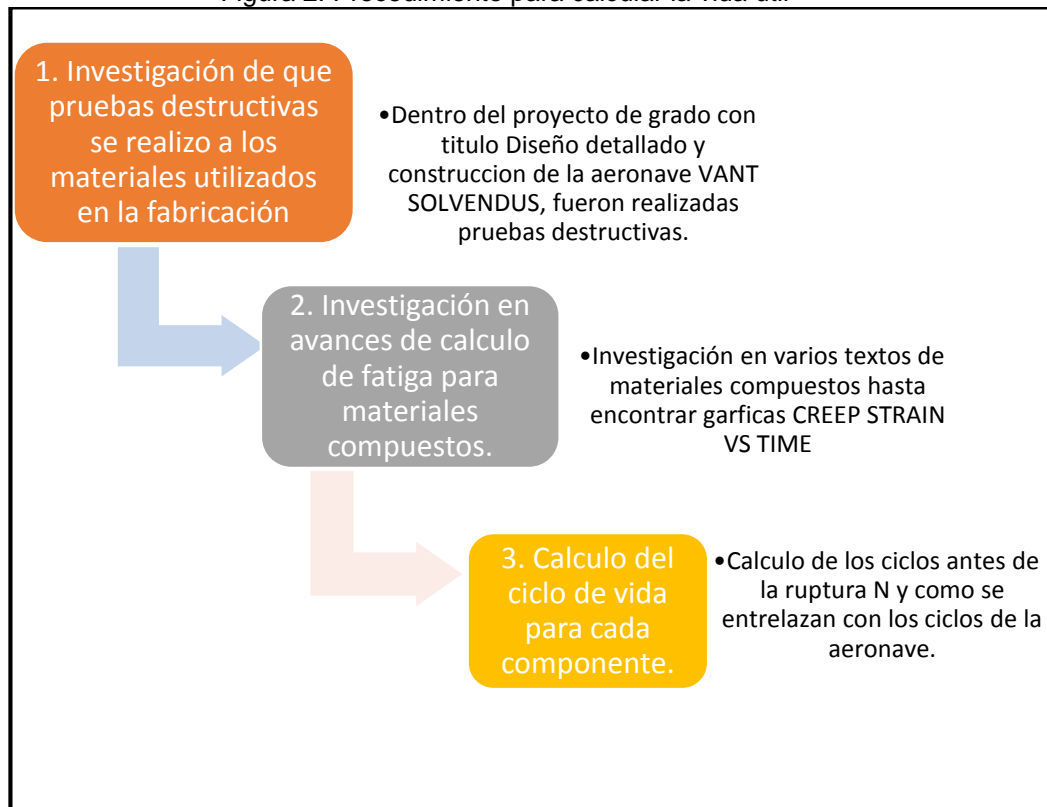 Figura 2. Procedimiento para calcular la vida útil
1. Investigación de que
pruebas destructivas
se realizo a los
materiales utilizados
en la fabricación
•Dentro del proyecto de grado con
titulo Diseño detallado y
construccion de la aeronave VANT
SOLVENDUS, fueron realizadas
pruebas destructivas.
2. Investigación en
avances de calculo
de fatiga para
materiales
compuestos.
•Investigación en varios textos de
materiales compuestos hasta
encontrar garficas CREEP STRAIN
VS TIME
3. Calculo del
ciclo de vida
para cada
componente.
•Calculo de los ciclos antes de
la ruptura N y como se
entrelazan con los ciclos de la
aeronave.